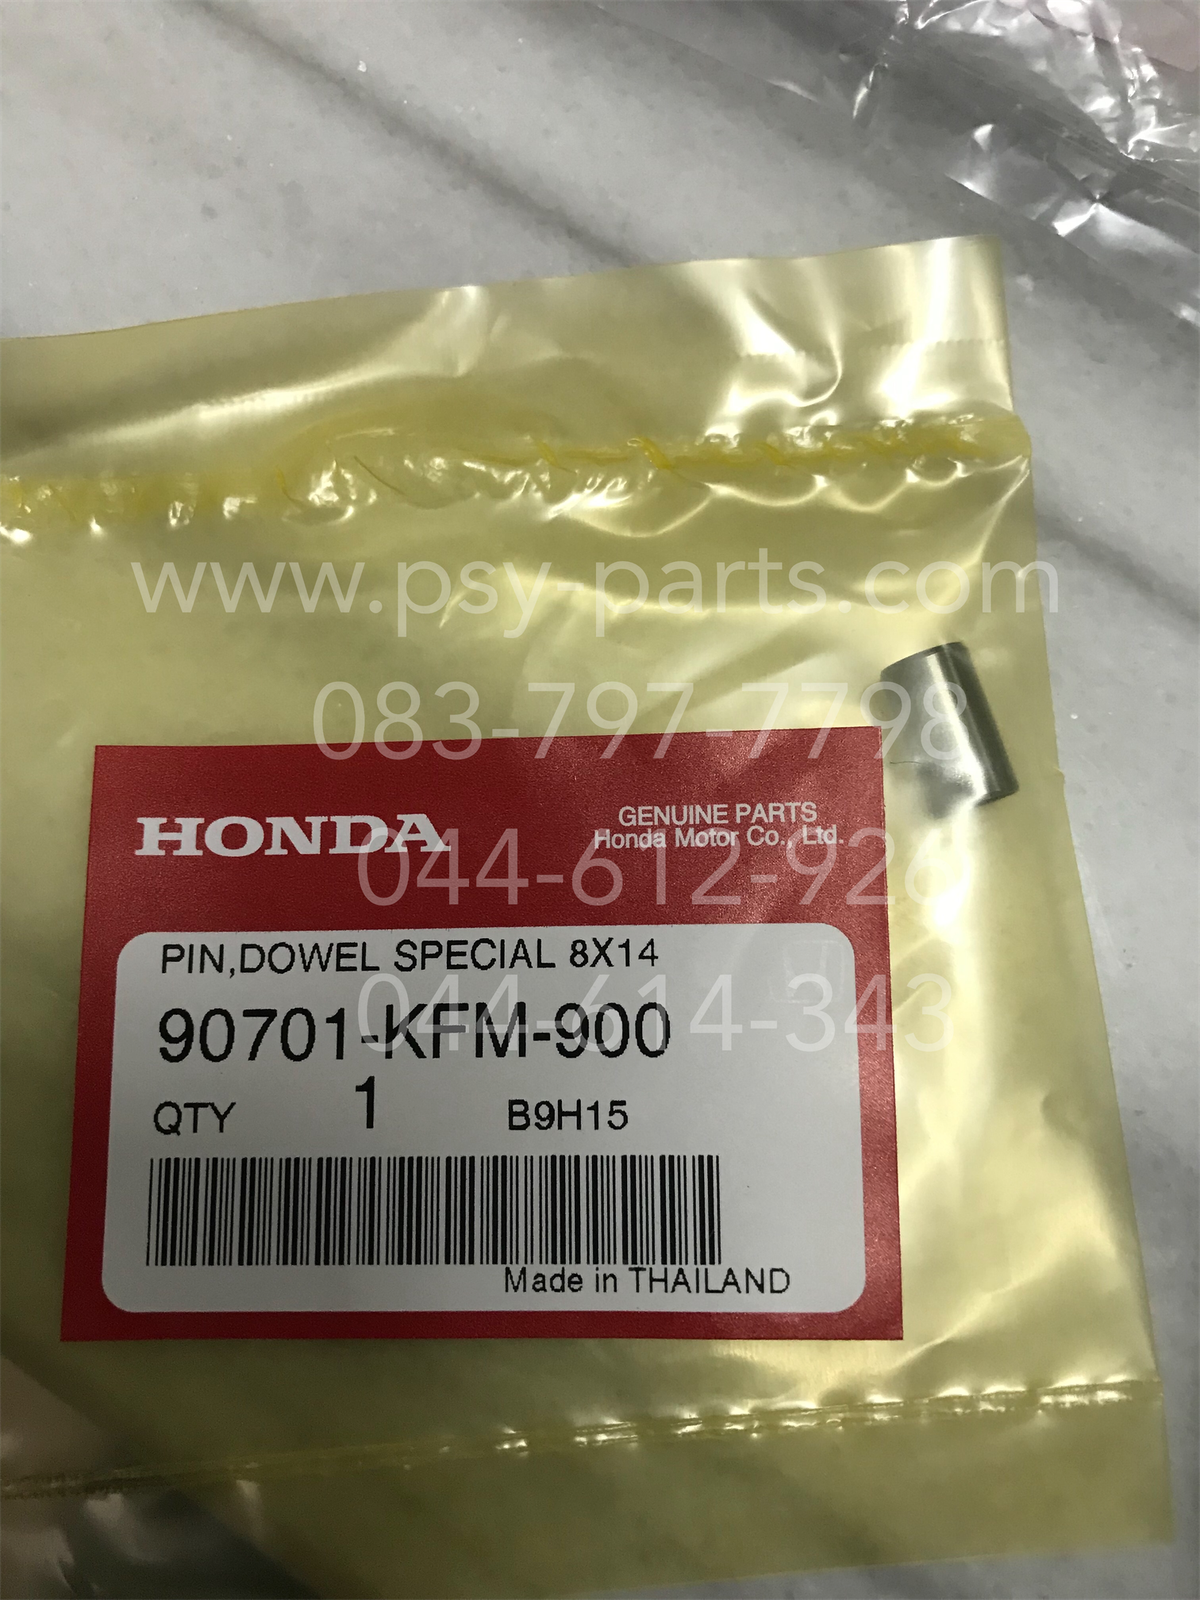 www.psy-parts.com
083-797-7798
HONDA
GENUINE PARTS
Honda Motor Co., Ltd.
044-612-926
PIN,DOWEL SPECIAL 8X14
90701-KFM-900
044-614-343
QTY 1 B9H15
Made in THAILAND